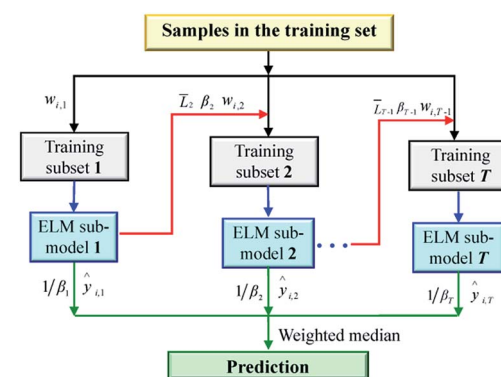 Samples in the training set
w_{i,1}
\overline{L}_2 β_2 w_{i,2}
\overline{L}_{T-1} β_{T-1} w_{i,T-1}
Training
subset 1
Training
subset 2
Training
subset T
ELM sub-
model 1
ELM sub-
model 2
ELM sub-
model T
1/β_1 ŷ_{i,1}
1/β_2 ŷ_{i,2}
1/β_T ŷ_{i,T}
Weighted median
Prediction